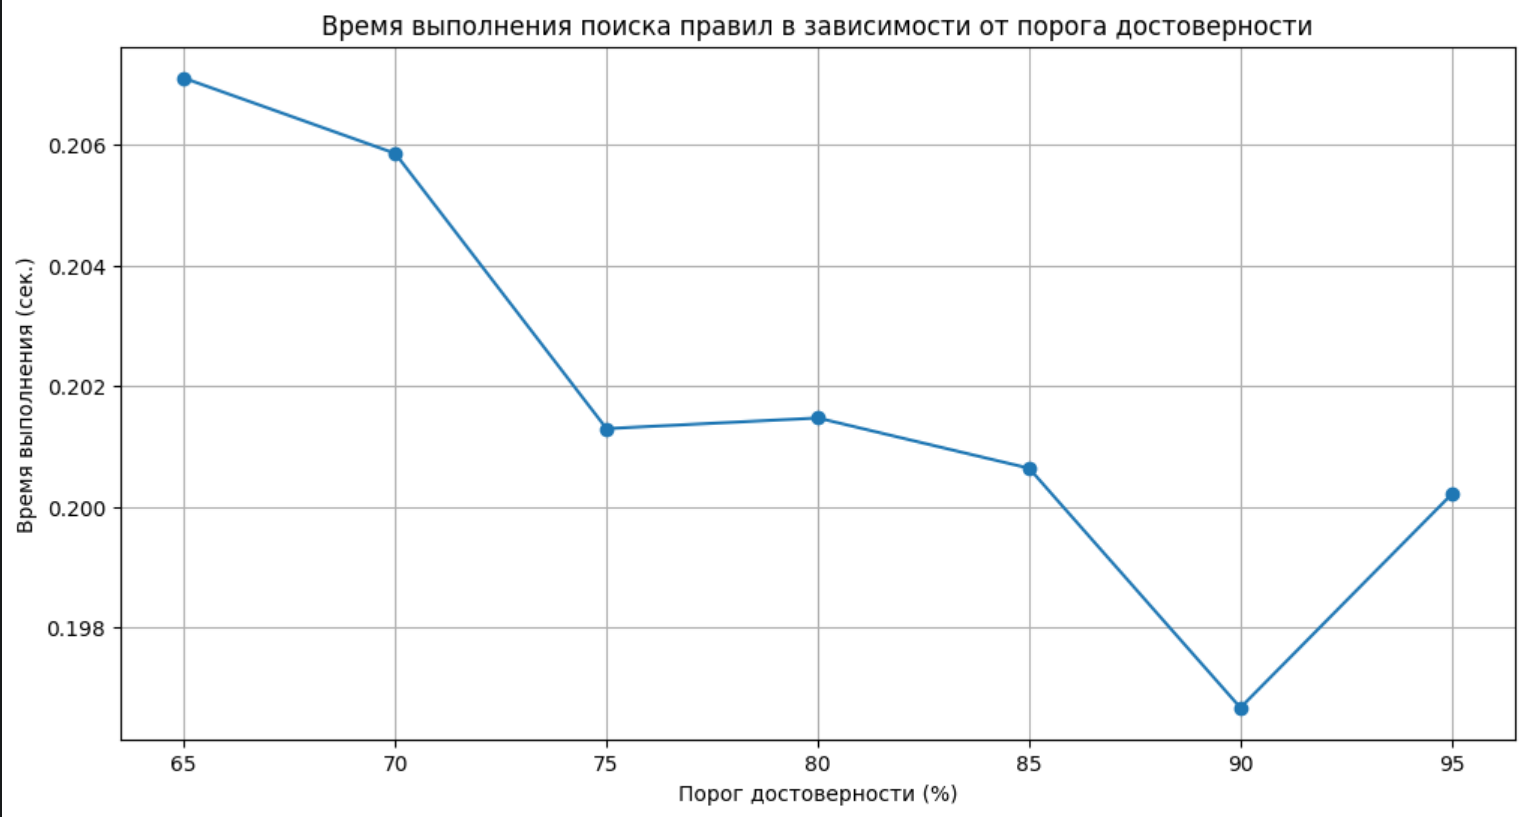 Время выполнения поиска правил в зависимости от порога достоверности
Время выполнения (сек.)
0.206
0.204
0.202
0.200
0.198
65 70 75 80 85 90 95
Порог достоверности (%)